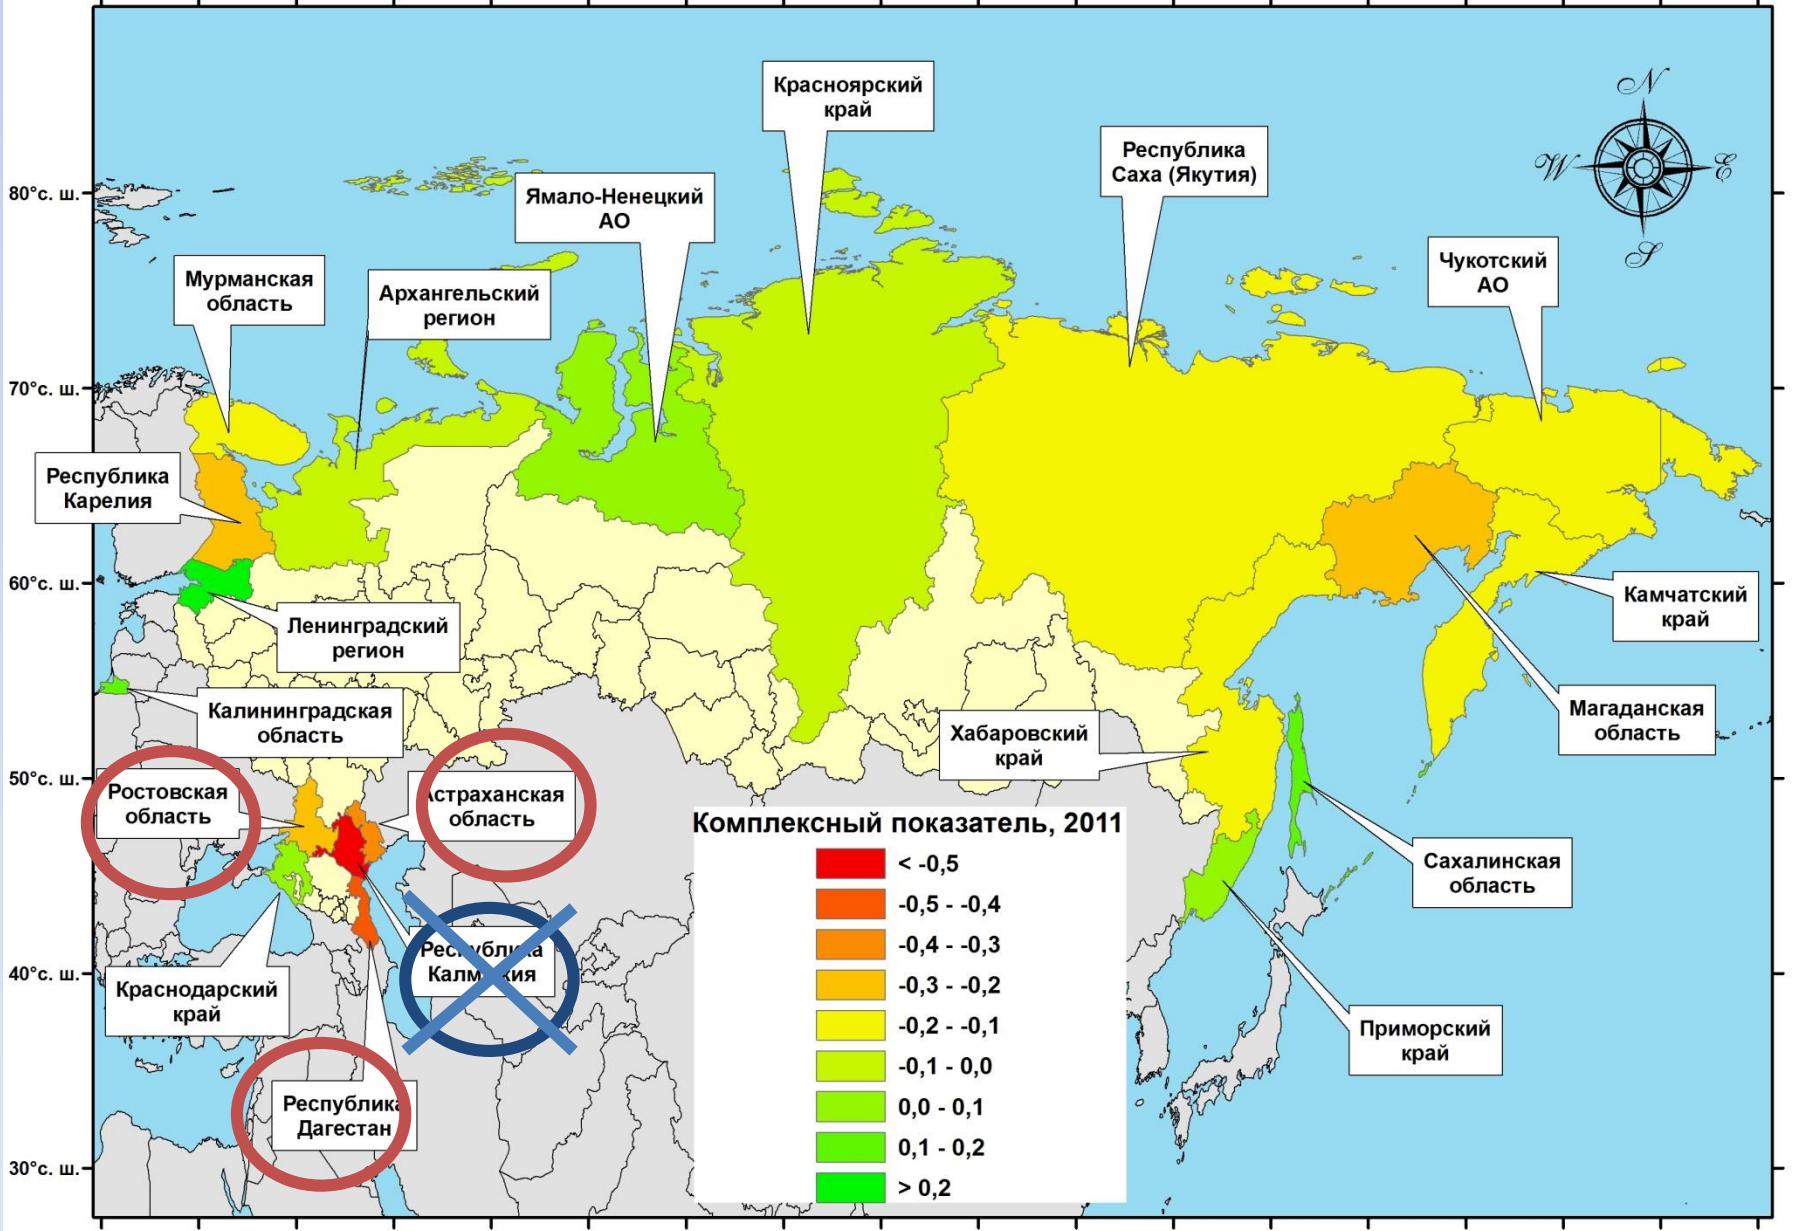 Красноярский
край
Республика
Саха (Якутия)
Ямало-Ненецкий
АО
Чукотский
АО
Мурманская
область
Архангельский
регион
Республика
Карелия
Ленинградский
регион
Калининградская
область
Ростовская
область
Астраханская
область
Республика
Калмыкия
Краснодарский
край
Республика
Дагестан
Хабаровский
край
Камчатский
край
Магаданская
область
Сахалинская
область
Приморский
край
N
W
E
S
80°с. ш.
70°с. ш.
60°с. ш.
50°с. ш.
40°с. ш.
30°с. ш.
Комплексный показатель, 2011
< -0,5
-0,5 - -0,4
-0,4 - -0,3
-0,3 - -0,2
-0,2 - -0,1
-0,1 - 0,0
0,0 - 0,1
0,1 - 0,2
> 0,2